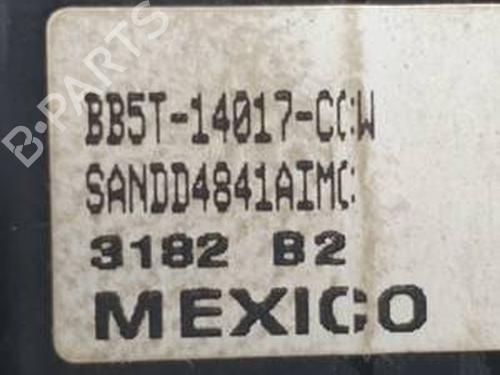 B-PARTS
BB5T-14017-CCW
SANDD4841AIMC
3182 B2
MEXICO